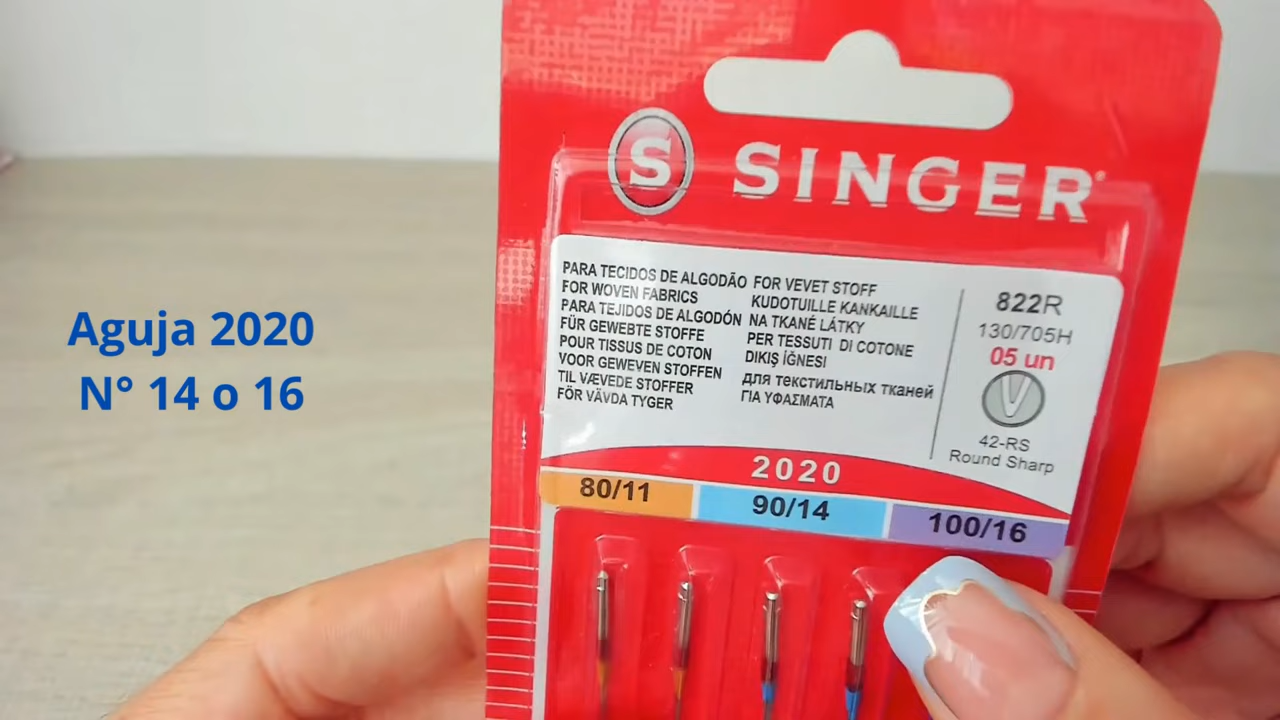 Aguja 2020
N° 14 o 16
S SINGER
PARA TECIDOS DE ALGODÃO
FOR WOVEN FABRICS
PARA TEJIDOS DE ALGODÓN
FÜR GEWEBTE STOFFE
POUR TISSUS DE COTON
VOOR GEWEVEN STOFFEN
TIL VÆVEDE STOFFER
FÖR VÄVDA TYGER
FOR VEVET STOFF
KUDOTUILLE KANKAILLE
NA TKANÉ LÁTKY
PER TESSUTI DI COTONE
DIKIŞ İĞNESI
для текстильных тканей
ΓΙΑ ΥΦΑΣΜΑΤΑ
822R
130/705H
05 un
42-RS
Round Sharp
2020
80/11 90/14 100/16